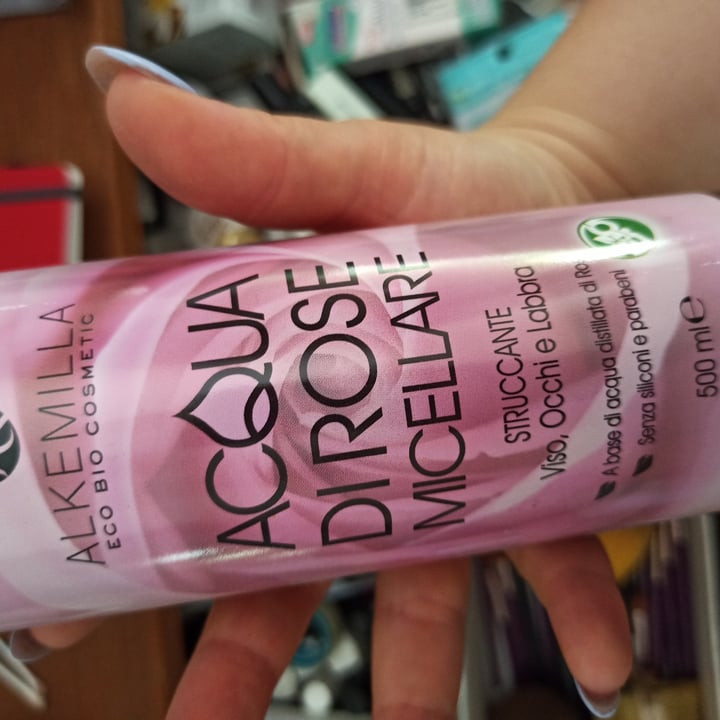 ALKEMILLA
ECO BIO COSMETIC
ACQUA
DI ROSE
MICELLARE
STRUCCANTE
Viso, Occhi e Labbra
A base di acqua distillata di
Senza siliconi e parabeni
500 ml e